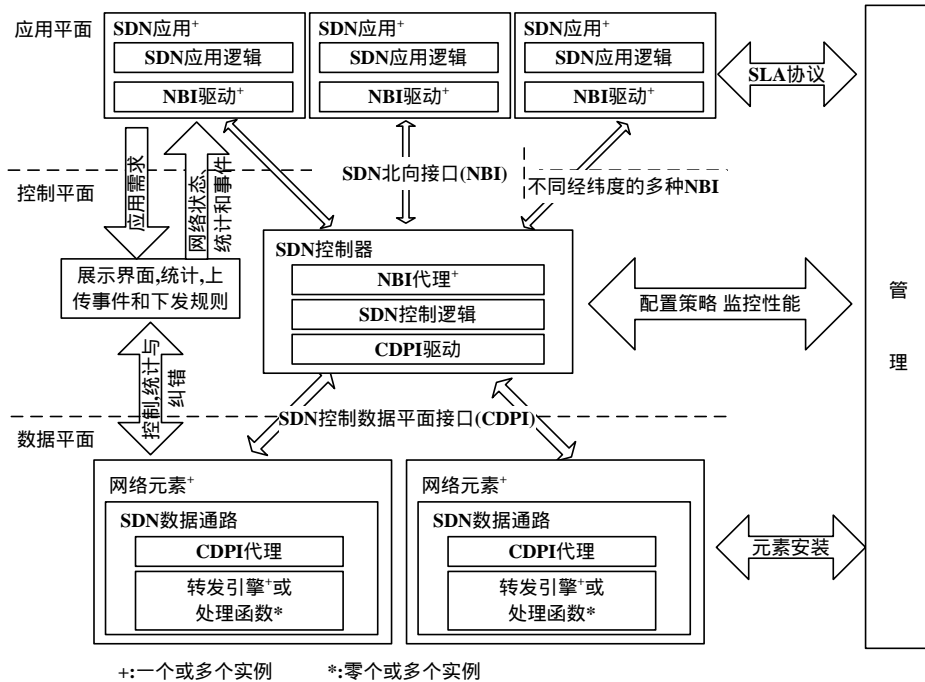 应用平面
SDN应用+
SDN应用逻辑
NBI驱动+
SDN应用+
SDN应用逻辑
NBI驱动+
SDN应用+
SDN应用逻辑
NBI驱动+
SLA协议
应用需求
网络状态、
统计和事件
SDN北向接口(NBI)
不同经纬度的多种NBI
控制平面
展示界面,统计,上
传事件和下发规则
SDN控制器
NBI代理+
SDN控制逻辑
CDPI驱动
配置策略 监控性能
管
理
控制,统计与
纠错
SDN控制数据平面接口(CDPI)
数据平面
网络元素+
SDN数据通路
CDPI代理
转发引擎+或
处理函数*
网络元素+
SDN数据通路
CDPI代理
转发引擎+或
处理函数*
元素安装
+:一个或多个实例
*:零个或多个实例